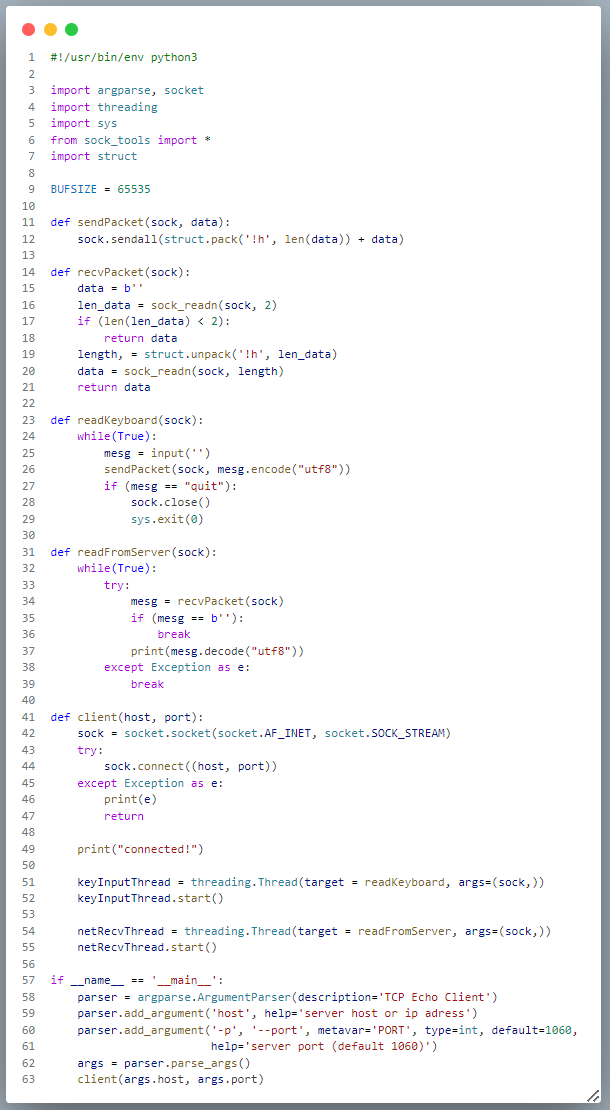 1 #!/usr/bin/env python3
2
3 import argparse, socket
4 import threading
5 import sys
6 from sock_tools import *
7 import struct
8
9 BUFSIZE = 65535
10
11 def sendPacket(sock, data):
12     sock.sendall(struct.pack('!h', len(data)) + data)
13
14 def recvPacket(sock):
15     data = b''
16     len_data = sock_readn(sock, 2)
17     if (len(len_data) < 2):
18         return data
19     length, = struct.unpack('!h', len_data)
20     data = sock_readn(sock, length)
21     return data
22
23 def readKeyboard(sock):
24     while(True):
25         mesg = input('')
26         sendPacket(sock, mesg.encode("utf8"))
27         if (mesg == "quit"):
28             sock.close()
29             sys.exit(0)
30
31 def readFromServer(sock):
32     while(True):
33         try:
34             mesg = recvPacket(sock)
35             if (mesg == b''):
36                 break
37             print(mesg.decode("utf8"))
38         except Exception as e:
39             break
40
41 def client(host, port):
42     sock = socket.socket(socket.AF_INET, socket.SOCK_STREAM)
43     try:
44         sock.connect((host, port))
45     except Exception as e:
46         print(e)
47         return
48
49     print("connected!")
50
51     keyInputThread = threading.Thread(target = readKeyboard, args=(sock,))
52     keyInputThread.start()
53
54     netRecvThread = threading.Thread(target = readFromServer, args=(sock,))
55     netRecvThread.start()
56
57 if __name__ == '__main__':
58     parser = argparse.ArgumentParser(description='TCP Echo Client')
59     parser.add_argument('host', help='server host or ip adress')
60     parser.add_argument('-p', '--port', metavar='PORT', type=int, default=1060,
61                         help='server port (default 1060)')
62     args = parser.parse_args()
63     client(args.host, args.port)